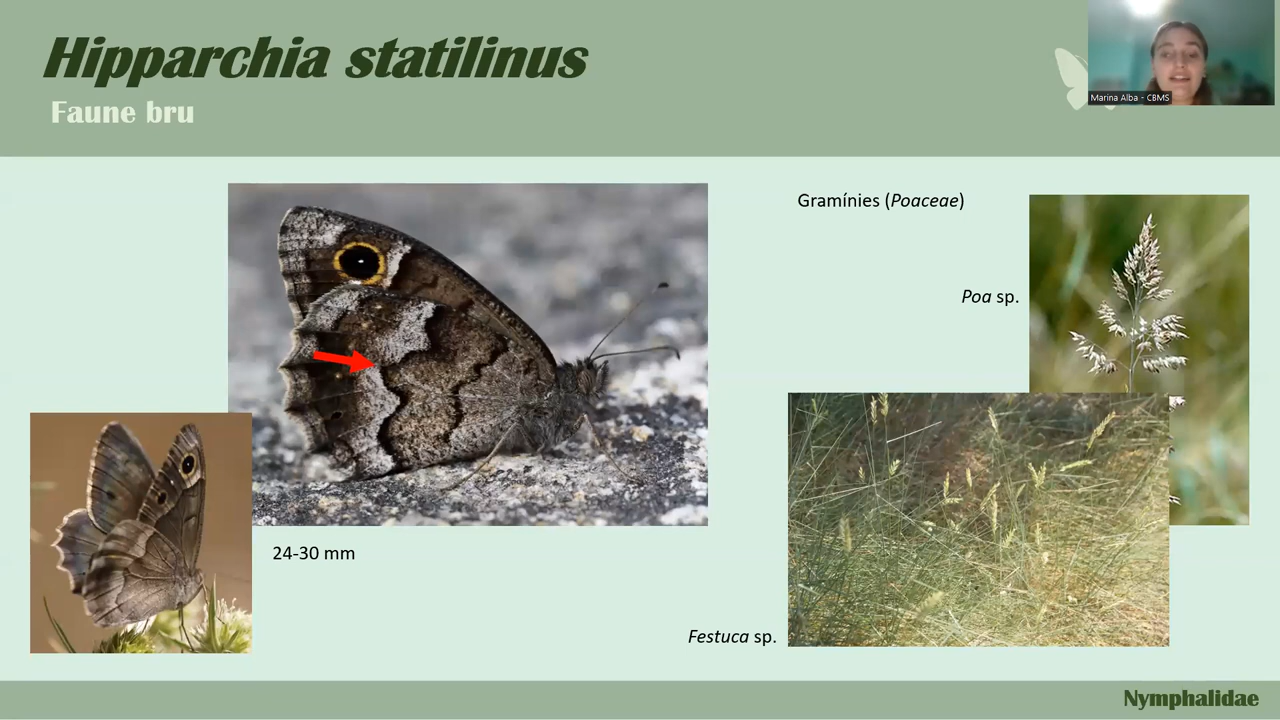 Hipparchia statilinus
Faune bru
Marina Alba - CBMS
Gramínies (Poaceae)
Poa sp.
24-30 mm
Festuca sp.
Nymphalidae